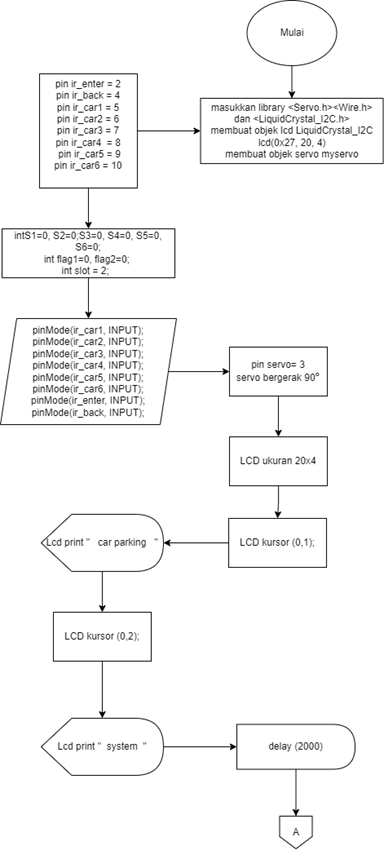 Mulai
masukkan library <Servo.h><Wire.h>
dan <LiquidCrystal_I2C.h>
membuat objek lcd LiquidCrystal_I2C
lcd(0x27, 20, 4)
membuat objek servo myservo
pin ir_enter = 2
pin ir_back = 4
pin ir_car1 = 5
pin ir_car2 = 6
pin ir_car3 = 7
pin ir_car4 = 8
pin ir_car5 = 9
pin ir_car6 = 10
intS1=0, S2=0;S3=0, S4=0, S5=0,
S6=0;
int flag1=0, flag2=0;
int slot = 2;
pinMode(ir_car1, INPUT);
pinMode(ir_car2, INPUT);
pinMode(ir_car3, INPUT);
pinMode(ir_car4, INPUT);
pinMode(ir_car5, INPUT);
pinMode(ir_car6, INPUT);
pinMode(ir_enter, INPUT);
pinMode(ir_back, INPUT);
pin servo= 3
servo bergerak 90°
LCD ukuran 20x4
LCD kursor (0,1);
Lcd print "   car parking   "
LCD kursor (0,2);
Lcd print "  system  "
delay (2000)
A